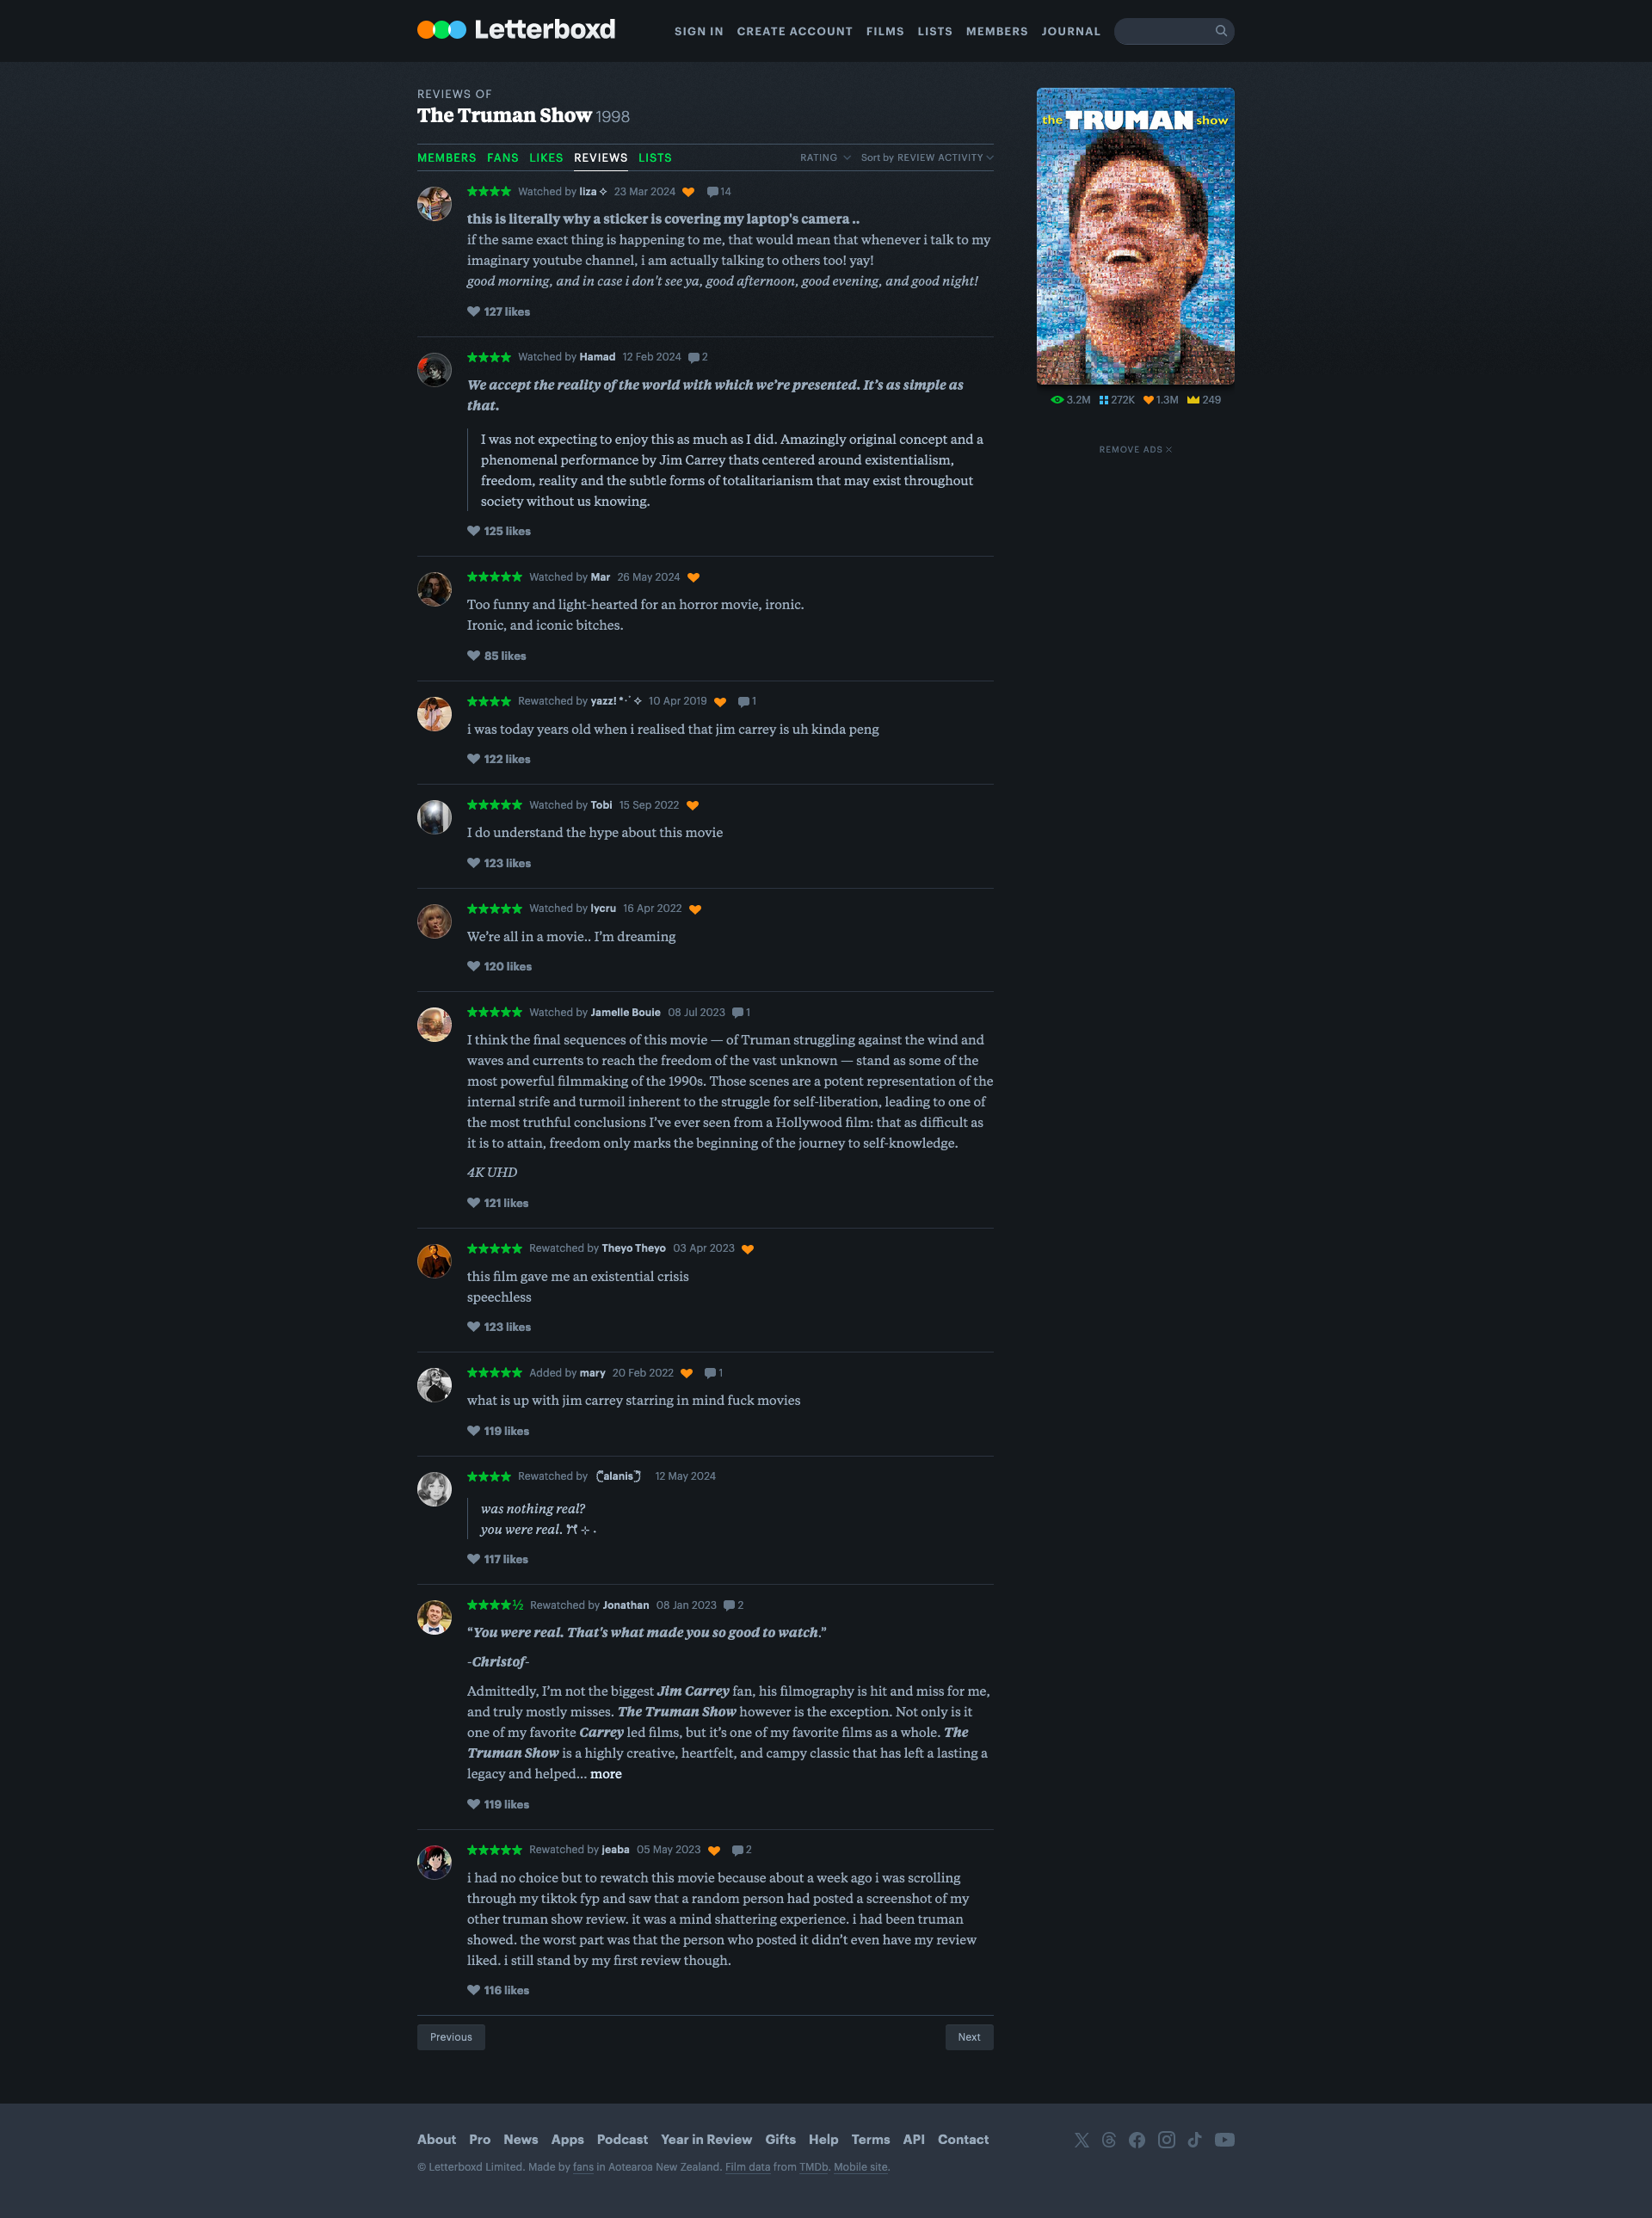 Letterboxd
SIGN IN CREATE ACCOUNT FILMS LISTS MEMBERS JOURNAL
REVIEWS OF
The Truman Show 1998
MEMBERS FANS LIKES REVIEWS LISTS RATING Sort by REVIEW ACTIVITY
the TRUMAN show
3.2M 272K 1.3M 249
REMOVE ADS
★★★★ Watched by liza ✧ 23 Mar 2024 14
this is literally why a sticker is covering my laptop's camera ..
if the same exact thing is happening to me, that would mean that whenever i talk to my
imaginary youtube channel, i am actually talking to others too! yay!
good morning, and in case i don't see ya, good afternoon, good evening, and good night!
127 likes
★★★★ Watched by Hamad 12 Feb 2024 2
We accept the reality of the world with which we're presented. It's as simple as
that.
I was not expecting to enjoy this as much as I did. Amazingly original concept and a
phenomenal performance by Jim Carrey thats centered around existentialism,
freedom, reality and the subtle forms of totalitarianism that may exist throughout
society without us knowing.
125 likes
★★★★★ Watched by Mar 26 May 2024
Too funny and light-hearted for an horror movie, ironic.
Ironic, and iconic bitches.
85 likes
★★★★ Rewatched by yazz! *･ﾟ✧ 10 Apr 2019 1
i was today years old when i realised that jim carrey is uh kinda peng
122 likes
★★★★★ Watched by Tobi 15 Sep 2022
I do understand the hype about this movie
123 likes
★★★★★ Watched by lycru 16 Apr 2022
We're all in a movie.. I'm dreaming
120 likes
★★★★★ Watched by Jamelle Bouie 08 Jul 2023 1
I think the final sequences of this movie — of Truman struggling against the wind and
waves and currents to reach the freedom of the vast unknown — stand as some of the
most powerful filmmaking of the 1990s. Those scenes are a potent representation of the
internal strife and turmoil inherent to the struggle for self-liberation, leading to one of
the most truthful conclusions I've ever seen from a Hollywood film: that as difficult as
it is to attain, freedom only marks the beginning of the journey to self-knowledge.
4K UHD
121 likes
★★★★★ Rewatched by Theyo Theyo 03 Apr 2023
this film gave me an existential crisis
speechless
123 likes
★★★★★ Added by mary 20 Feb 2022 1
what is up with jim carrey starring in mind fuck movies
119 likes
★★★★ Rewatched by alanis 12 May 2024
was nothing real?
you were real.
117 likes
★★★★½ Rewatched by Jonathan 08 Jan 2023 2
“You were real. That's what made you so good to watch.”
-Christof-
Admittedly, I'm not the biggest Jim Carrey fan, his filmography is hit and miss for me,
and truly mostly misses. The Truman Show however is the exception. Not only is it
one of my favorite Carrey led films, but it's one of my favorite films as a whole. The
Truman Show is a highly creative, heartfelt, and campy classic that has left a lasting a
legacy and helped... more
119 likes
★★★★★ Rewatched by jeaba 05 May 2023 2
i had no choice but to rewatch this movie because about a week ago i was scrolling
through my tiktok fyp and saw that a random person had posted a screenshot of my
other truman show review. it was a mind shattering experience. i had been truman
showed. the worst part was that the person who posted it didn't even have my review
liked. i still stand by my first review though.
116 likes
Previous Next
About Pro News Apps Podcast Year in Review Gifts Help Terms API Contact
© Letterboxd Limited. Made by fans in Aotearoa New Zealand. Film data from TMDb. Mobile site.